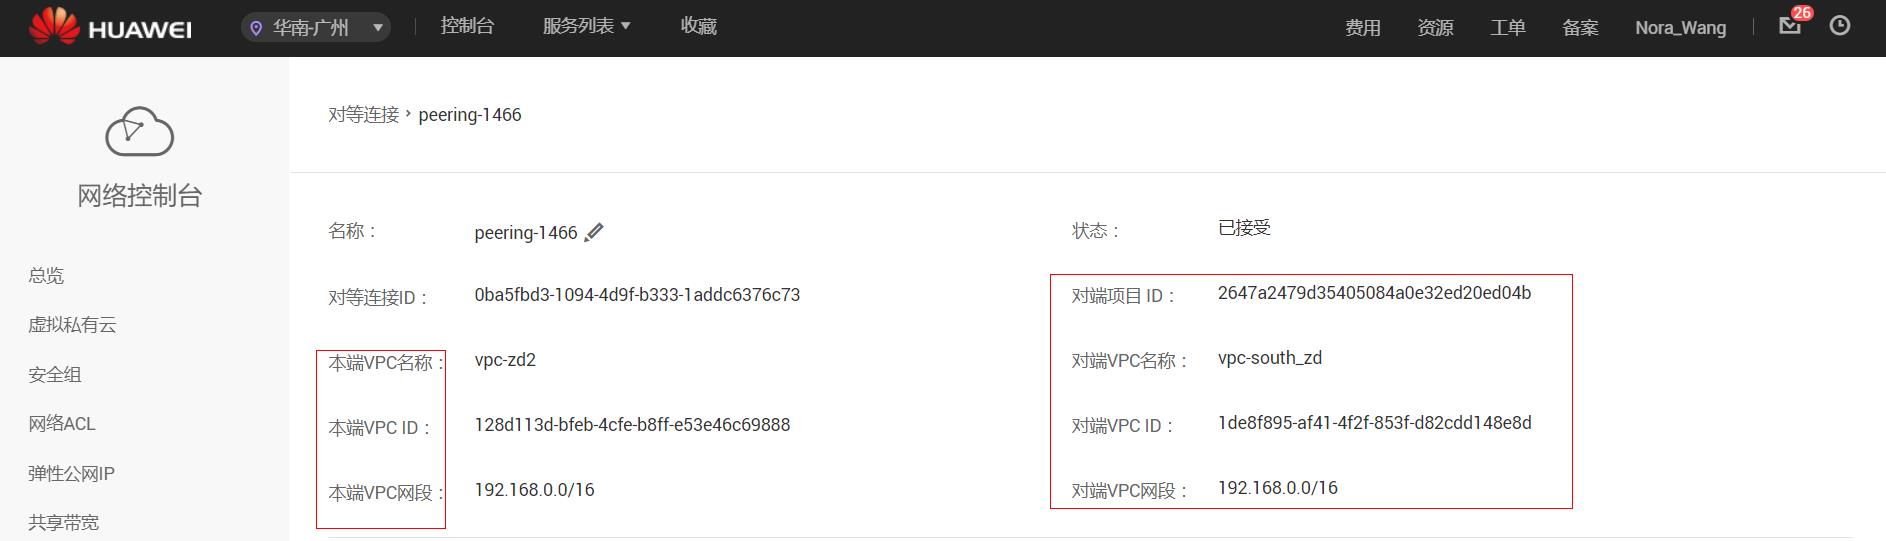 HUAWEI 华南-广州 控制台 服务列表 收藏 费用 资源 工单 备案 Nora_Wang 26
对等连接 › peering-1466
网络控制台
总览
虚拟私有云
安全组
网络ACL
弹性公网IP
共享带宽
名称： peering-1466 状态： 已接受
对等连接ID： 0ba5fbd3-1094-4d9f-b333-1addc6376c73 对端项目 ID： 2647a2479d35405084a0e32ed20ed04b
本端VPC名称： vpc-zd2 对端VPC名称： vpc-south_zd
本端VPC ID： 128d113d-bfeb-4cfe-b8ff-e53e46c69888 对端VPC ID： 1de8f895-af41-4f2f-853f-d82cdd148e8d
本端VPC网段： 192.168.0.0/16 对端VPC网段： 192.168.0.0/16